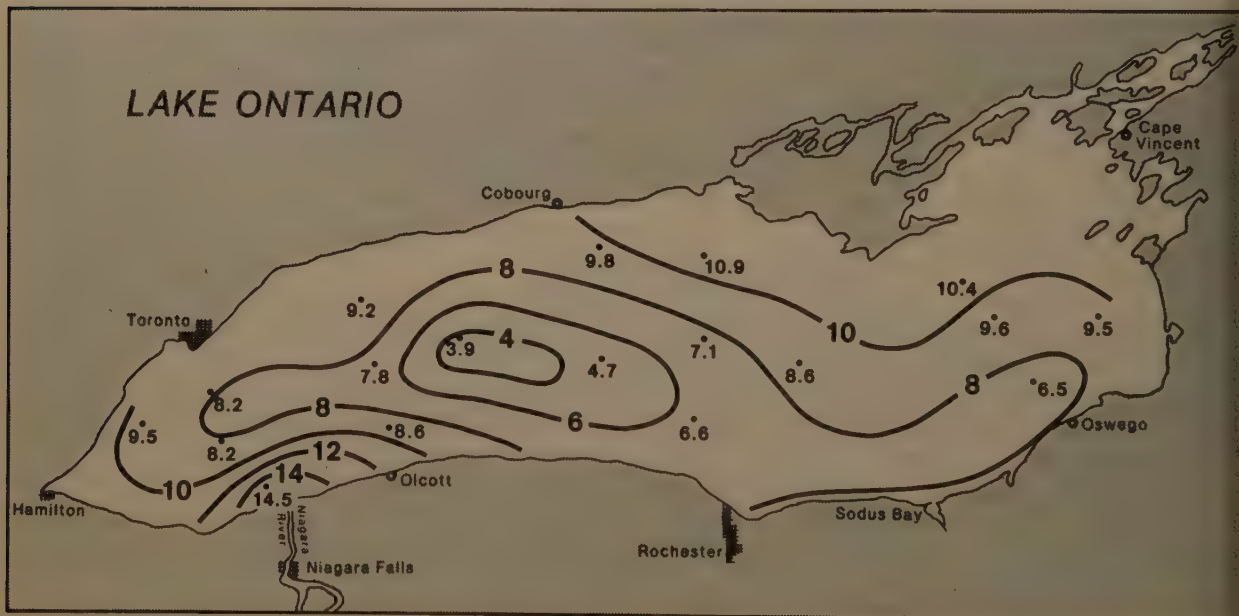 LAKE ONTARIO
Cape
Vincent
Cobourg
9.8
10.9
8
10.4
9.2
Toronto
10
9.6
9.5
3.9
4
7.1
4.7
7.8
8.6
8
6.5
8.2
8
6
6.6
9.5
8.2
8.6
Oswego
12
14
10
Olcott
14.5
Hamilton
Sodus Bay
Niagara
River
Rochester
Niagara Falls